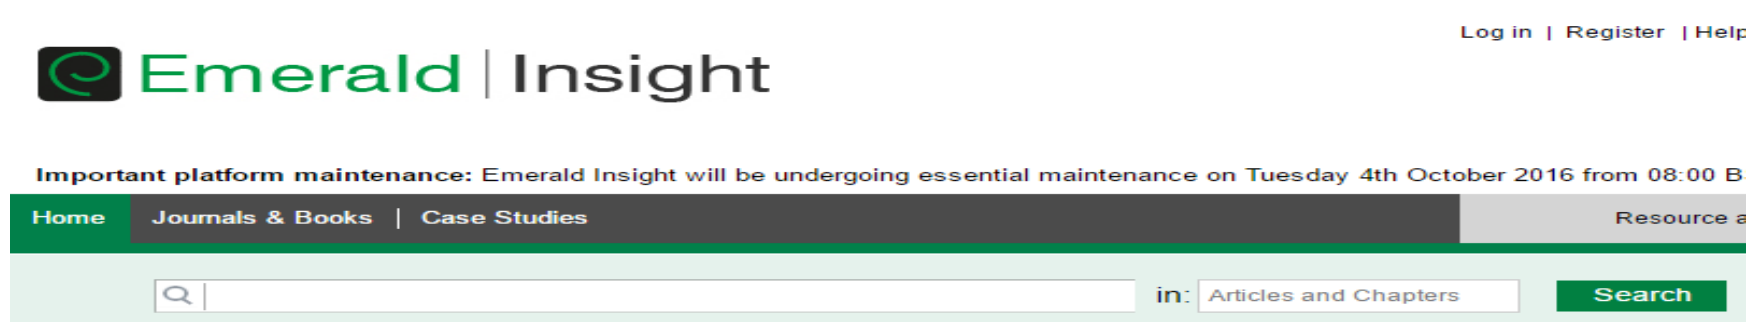 Log in | Register | Help
Emerald | Insight
Important platform maintenance: Emerald Insight will be undergoing essential maintenance on Tuesday 4th October 2016 from 08:00 B
Home Journals & Books | Case Studies Resource a
in: Articles and Chapters Search